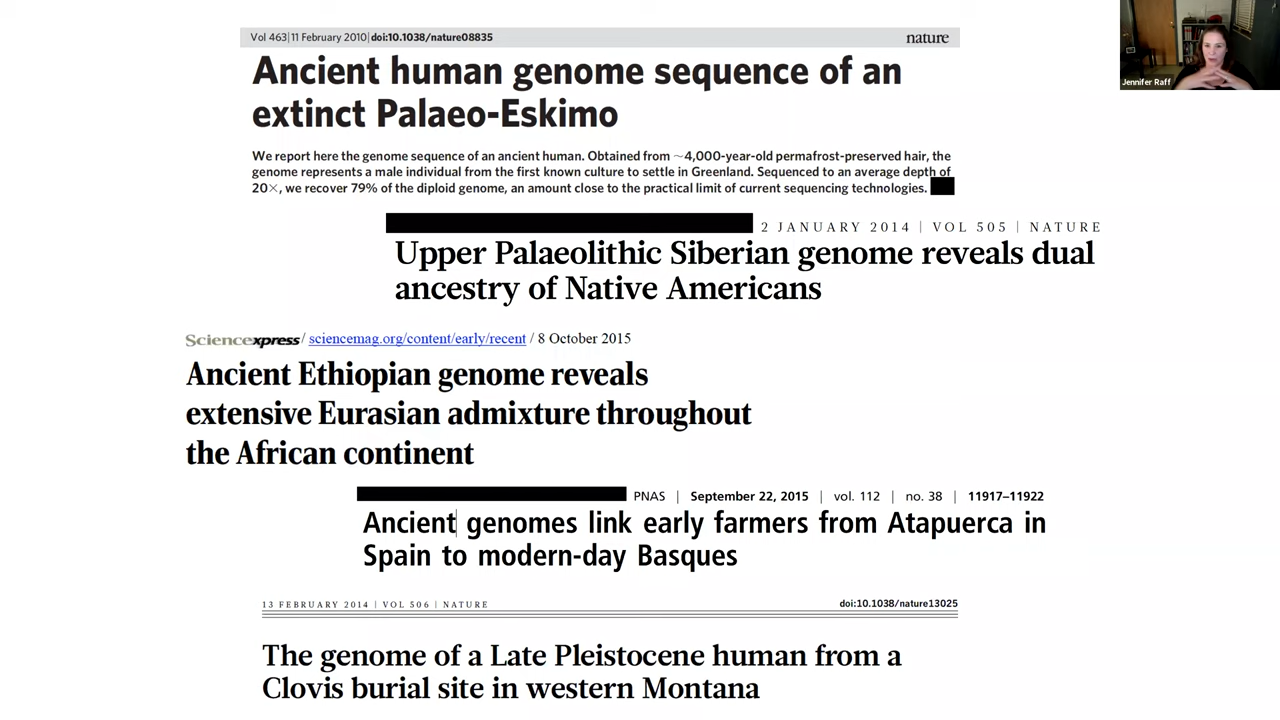 Vol 463|11 February 2010|doi:10.1038/nature08835
nature
Jennifer Raff
Ancient human genome sequence of an
extinct Palaeo-Eskimo
We report here the genome sequence of an ancient human. Obtained from ~4,000-year-old permafrost-preserved hair, the
genome represents a male individual from the first known culture to settle in Greenland. Sequenced to an average depth of
20×, we recover 79% of the diploid genome, an amount close to the practical limit of current sequencing technologies.
2 JANUARY 2014 | VOL 505 | NATURE
Upper Palaeolithic Siberian genome reveals dual
ancestry of Native Americans
Sciencexpress / sciencemag.org/content/early/recent / 8 October 2015
Ancient Ethiopian genome reveals
extensive Eurasian admixture throughout
the African continent
PNAS | September 22, 2015 | vol. 112 | no. 38 | 11917–11922
Ancient genomes link early farmers from Atapuerca in
Spain to modern-day Basques
13 FEBRUARY 2014 | VOL 506 | NATURE
doi:10.1038/nature13025
The genome of a Late Pleistocene human from a
Clovis burial site in western Montana